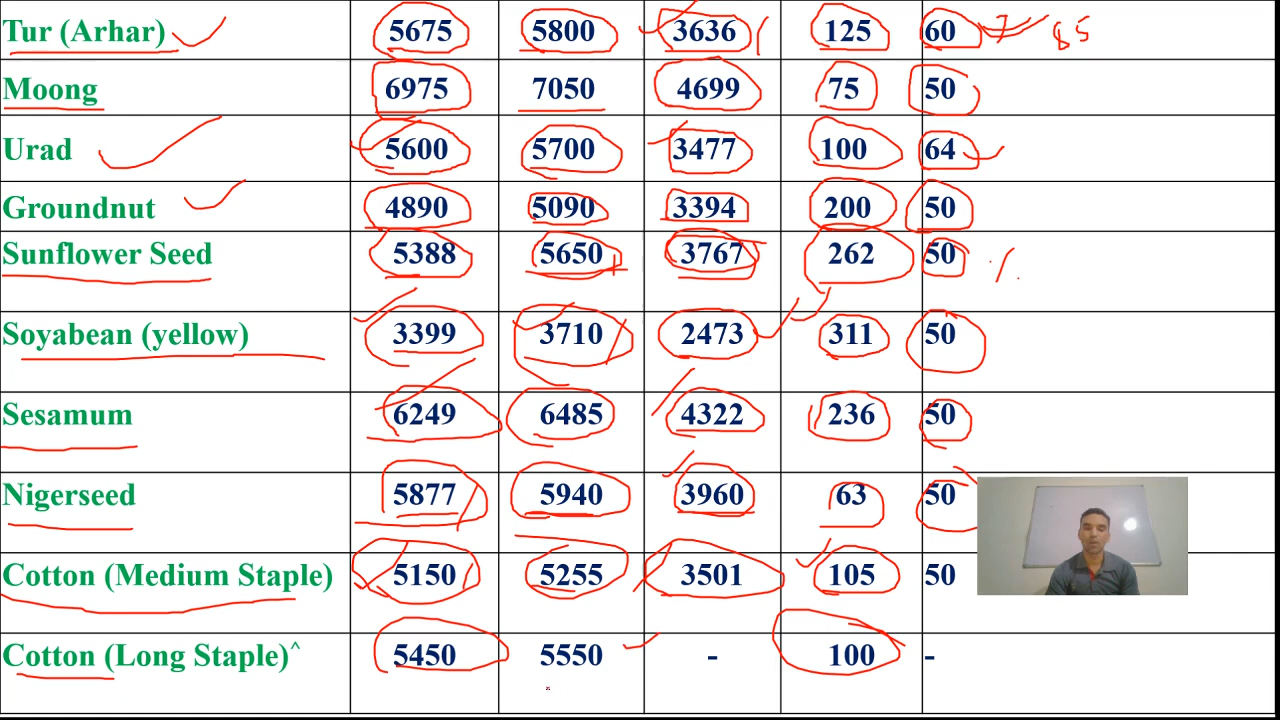 Tur (Arhar) 5675 5800 3636 125 60 85
Moong 6975 7050 4699 75 50
Urad 5600 5700 3477 100 64
Groundnut 4890 5090 3394 200 50
Sunflower Seed 5388 5650 3767 262 50
Soyabean (yellow) 3399 3710 2473 311 50
Sesamum 6249 6485 4322 236 50
Nigerseed 5877 5940 3960 63 50
Cotton (Medium Staple) 5150 5255 3501 105 50
Cotton (Long Staple)^ 5450 5550 - 100 -